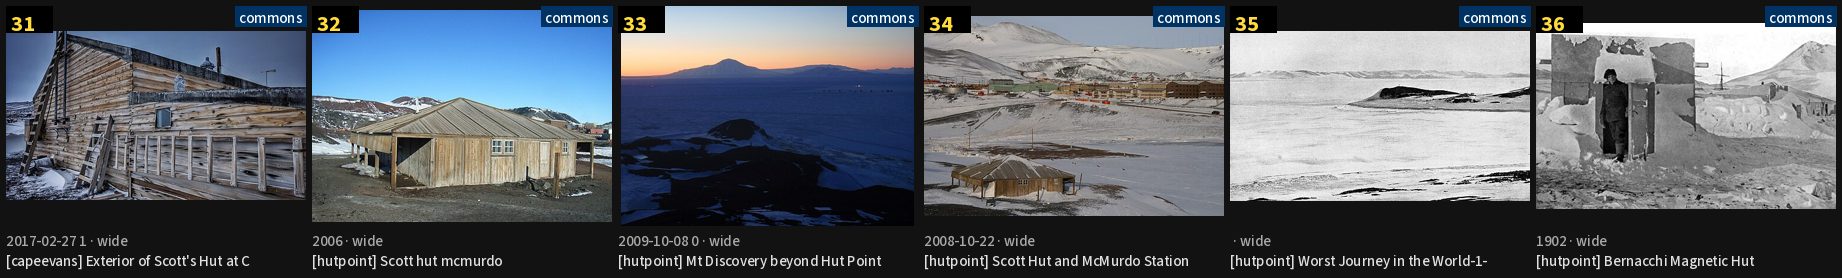 31 commons
2017-02-27 1 · wide
[capeevans] Exterior of Scott's Hut at C
32 commons
2006 · wide
[hutpoint] Scott hut mcmurdo
33 commons
2009-10-08 0 · wide
[hutpoint] Mt Discovery beyond Hut Point
34 commons
2008-10-22 · wide
[hutpoint] Scott Hut and McMurdo Station
35 commons
· wide
[hutpoint] Worst Journey in the World-1-
36 commons
1902 · wide
[hutpoint] Bernacchi Magnetic Hut